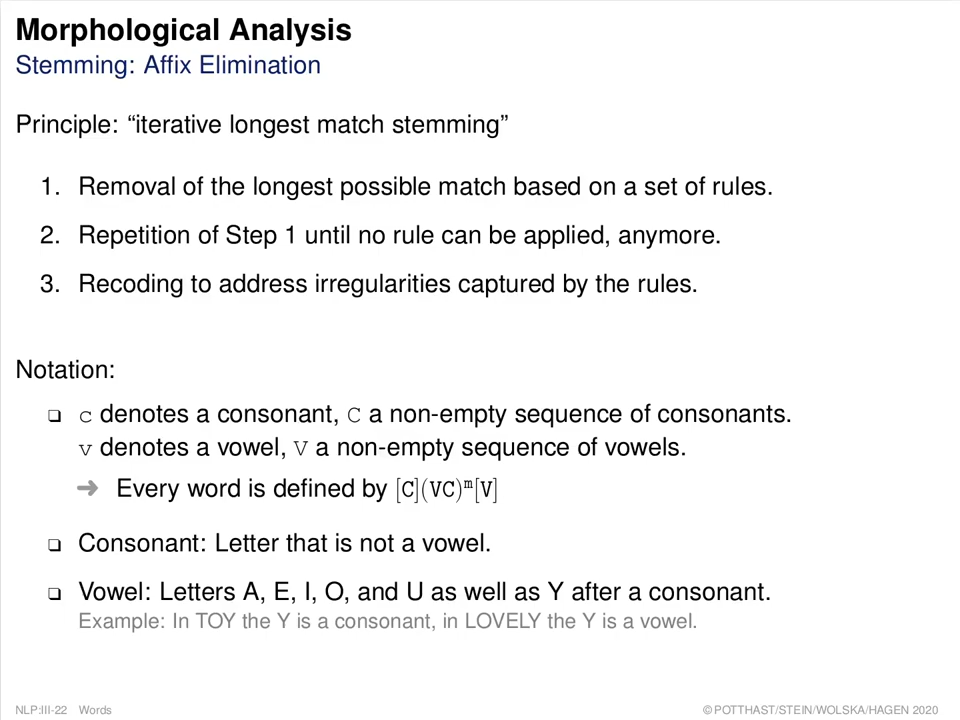 Morphological Analysis
Stemming: Affix Elimination
Principle: “iterative longest match stemming”
1. Removal of the longest possible match based on a set of rules.
2. Repetition of Step 1 until no rule can be applied, anymore.
3. Recoding to address irregularities captured by the rules.
Notation:
❑ c denotes a consonant, C a non-empty sequence of consonants.
v denotes a vowel, V a non-empty sequence of vowels.
➜ Every word is defined by [C](VC)ᵐ[V]
❑ Consonant: Letter that is not a vowel.
❑ Vowel: Letters A, E, I, O, and U as well as Y after a consonant.
Example: In TOY the Y is a consonant, in LOVELY the Y is a vowel.
NLP:III-22 Words © POTTHAST/STEIN/WOLSKA/HAGEN 2020